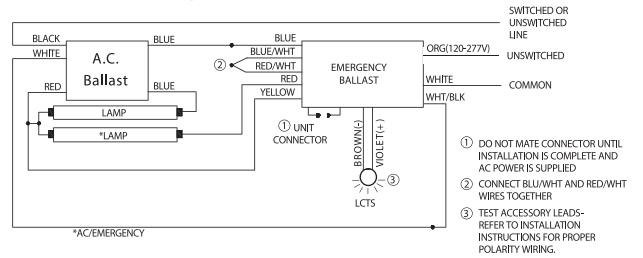 SWITCHED OR
UNSWITCHED
LINE
BLACK
BLUE
BLUE
WHITE
A.C.
Ballast
BLUE/WHT
②
RED/WHT
EMERGENCY
BALLAST
ORG(120-277V)
UNSWITCHED
RED
BLUE
RED
YELLOW
WHITE
COMMON
WHT/BLK
LAMP
*LAMP
① UNIT
CONNECTOR
BROWN(-)
VIOLET(+)
③
LCTS
*AC/EMERGENCY
① DO NOT MATE CONNECTOR UNTIL
INSTALLATION IS COMPLETE AND
AC POWER IS SUPPLIED
② CONNECT BLU/WHT AND RED/WHT
WIRES TOGETHER
③ TEST ACCESSORY LEADS-
REFER TO INSTALLATION
INSTRUCTIONS FOR PROPER
POLARITY WIRING.